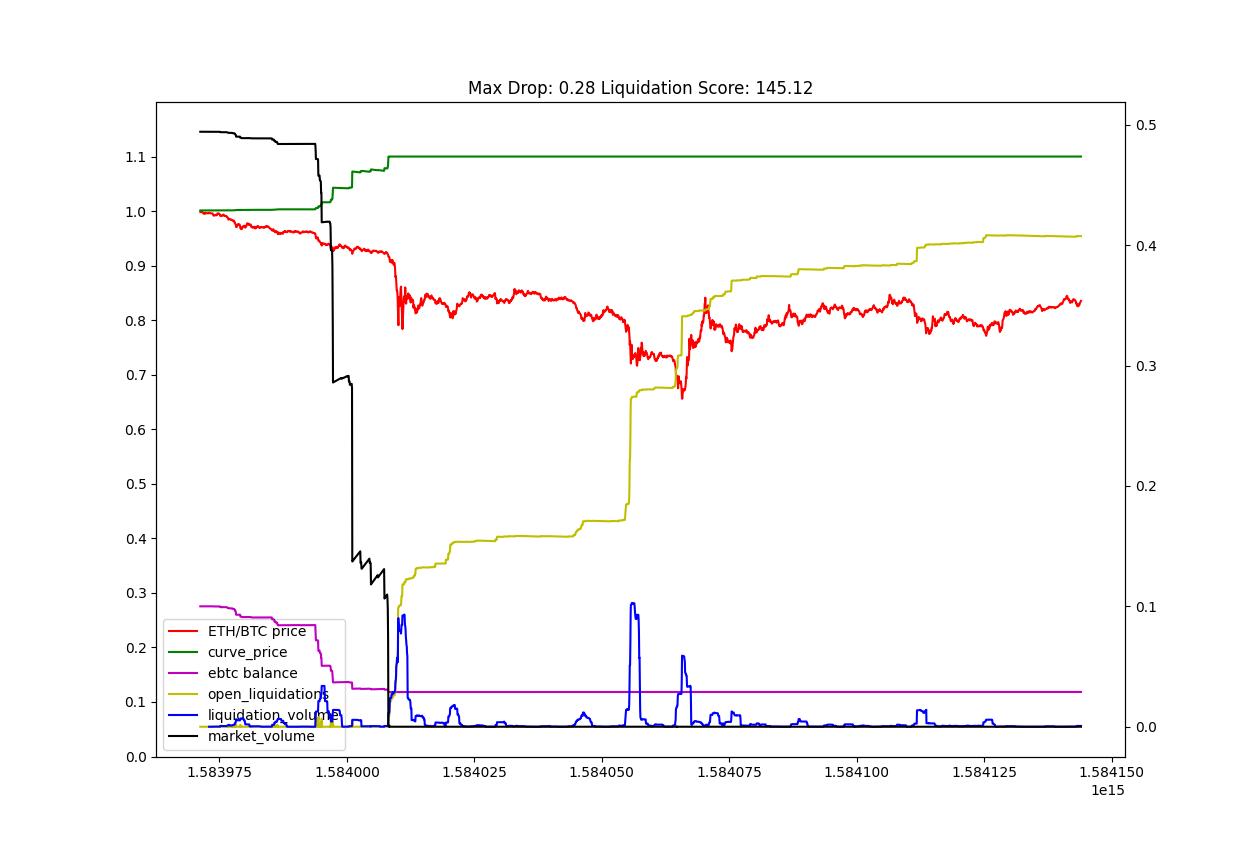 Max Drop: 0.28 Liquidation Score: 145.12
1.1
1.0
0.9
0.8
0.7
0.6
0.5
0.4
0.3
0.2
0.1
0.0
0.5
0.4
0.3
0.2
0.1
0.0
ETH/BTC price
curve_price
ebtc balance
open_liquidations
liquidation_volume
market_volume
1.583975 1.584000 1.584025 1.584050 1.584075 1.584100 1.584125 1.584150
1e15